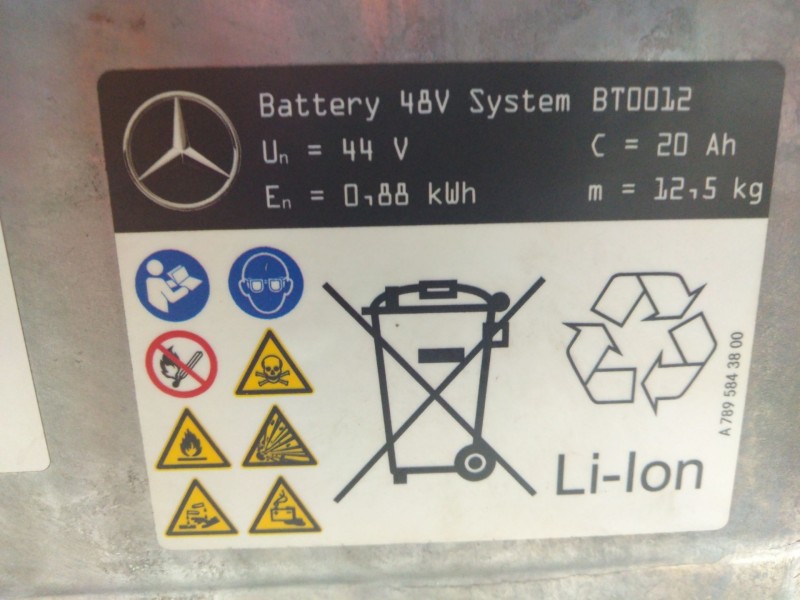 Battery 48V System BT0012
Un = 44 V C = 20 Ah
En = 0,88 kWh m = 12,5 kg
Li-Ion
A 789 584 38 00